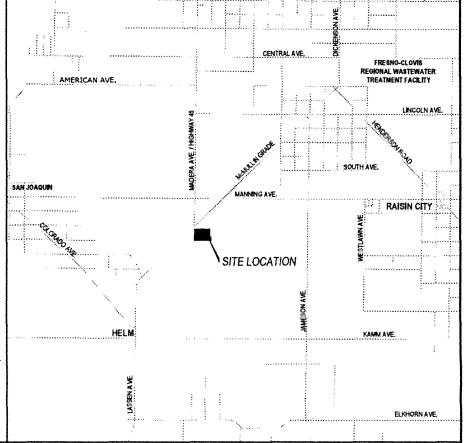 CENTRAL AVE.
DICKENSON AVE.
FRESNO-CLOVIS
REGIONAL WASTEWATER
TREATMENT FACILITY
AMERICAN AVE.
LINCOLN AVE.
MADERA AVE. / HIGHWAY 45
McMULLIN GRADE
HENDERSON ROAD
SOUTH AVE.
SAN JOAQUIN
MANNING AVE.
RAISIN CITY
COLORADO AVE.
WESTLAWN AVE.
SITE LOCATION
JAMESON AVE.
HELM
KAMM AVE.
LASSEN AVE.
ELKHORN AVE.